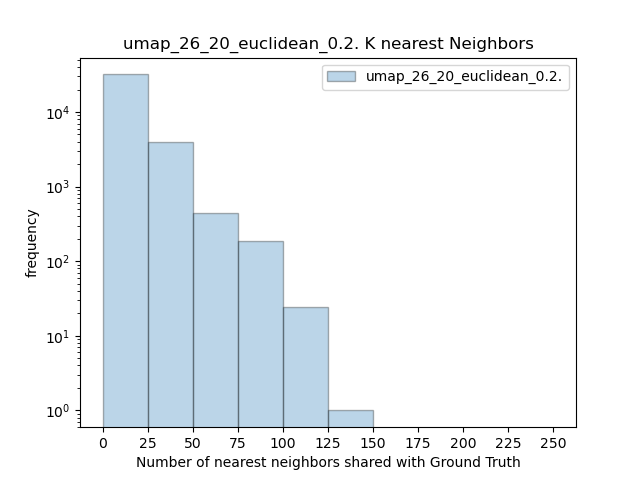 umap_26_20_euclidean_0.2. K nearest Neighbors
umap_26_20_euclidean_0.2.
frequency
10^4
10^3
10^2
10^1
10^0
0 25 50 75 100 125 150 175 200 225 250
Number of nearest neighbors shared with Ground Truth